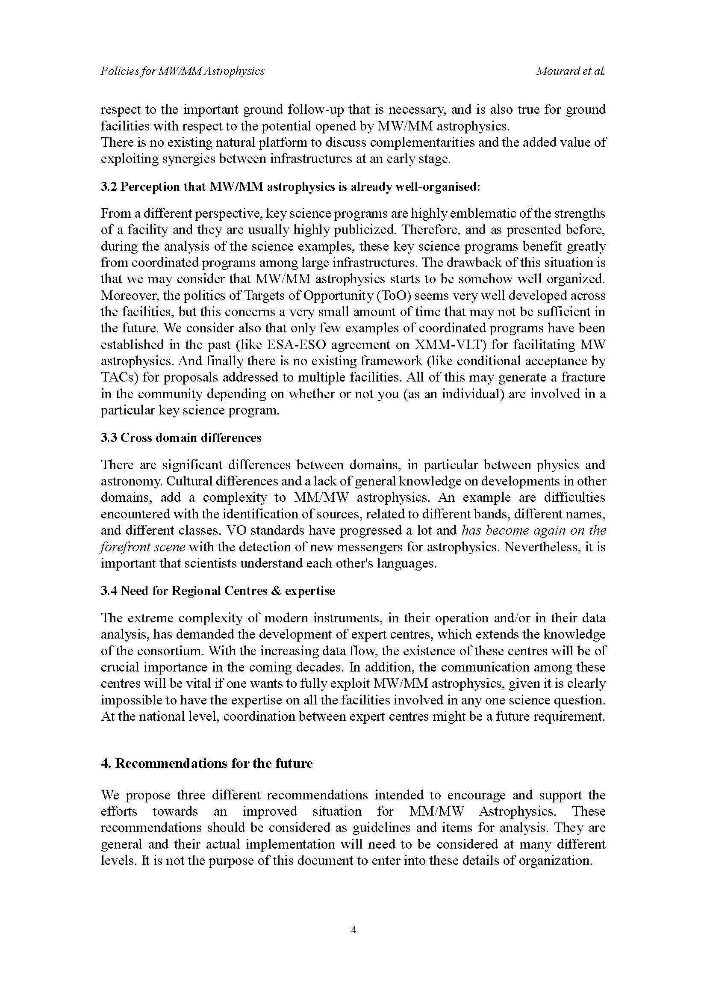 Policies for MW/MM Astrophysics Mourard et al.
respect to the important ground follow-up that is necessary, and is also true for ground
facilities with respect to the potential opened by MW/MM astrophysics.
There is no existing natural platform to discuss complementarities and the added value of
exploiting synergies between infrastructures at an early stage.
3.2 Perception that MW/MM astrophysics is already well-organised:
From a different perspective, key science programs are highly emblematic of the strengths
of a facility and they are usually highly publicized. Therefore, and as presented before,
during the analysis of the science examples, these key science programs benefit greatly
from coordinated programs among large infrastructures. The drawback of this situation is
that we may consider that MW/MM astrophysics starts to be somehow well organized.
Moreover, the politics of Targets of Opportunity (ToO) seems very well developed across
the facilities, but this concerns a very small amount of time that may not be sufficient in
the future. We consider also that only few examples of coordinated programs have been
established in the past (like ESA-ESO agreement on XMM-VLT) for facilitating MW
astrophysics. And finally there is no existing framework (like conditional acceptance by
TACs) for proposals addressed to multiple facilities. All of this may generate a fracture
in the community depending on whether or not you (as an individual) are involved in a
particular key science program.
3.3 Cross domain differences
There are significant differences between domains, in particular between physics and
astronomy. Cultural differences and a lack of general knowledge on developments in other
domains, add a complexity to MM/MW astrophysics. An example are difficulties
encountered with the identification of sources, related to different bands, different names,
and different classes. VO standards have progressed a lot and has become again on the
forefront scene with the detection of new messengers for astrophysics. Nevertheless, it is
important that scientists understand each other's languages.
3.4 Need for Regional Centres & expertise
The extreme complexity of modern instruments, in their operation and/or in their data
analysis, has demanded the development of expert centres, which extends the knowledge
of the consortium. With the increasing data flow, the existence of these centres will be of
crucial importance in the coming decades. In addition, the communication among these
centres will be vital if one wants to fully exploit MW/MM astrophysics, given it is clearly
impossible to have the expertise on all the facilities involved in any one science question.
At the national level, coordination between expert centres might be a future requirement.
4. Recommendations for the future
We propose three different recommendations intended to encourage and support the
efforts towards an improved situation for MM/MW Astrophysics. These
recommendations should be considered as guidelines and items for analysis. They are
general and their actual implementation will need to be considered at many different
levels. It is not the purpose of this document to enter into these details of organization.
4